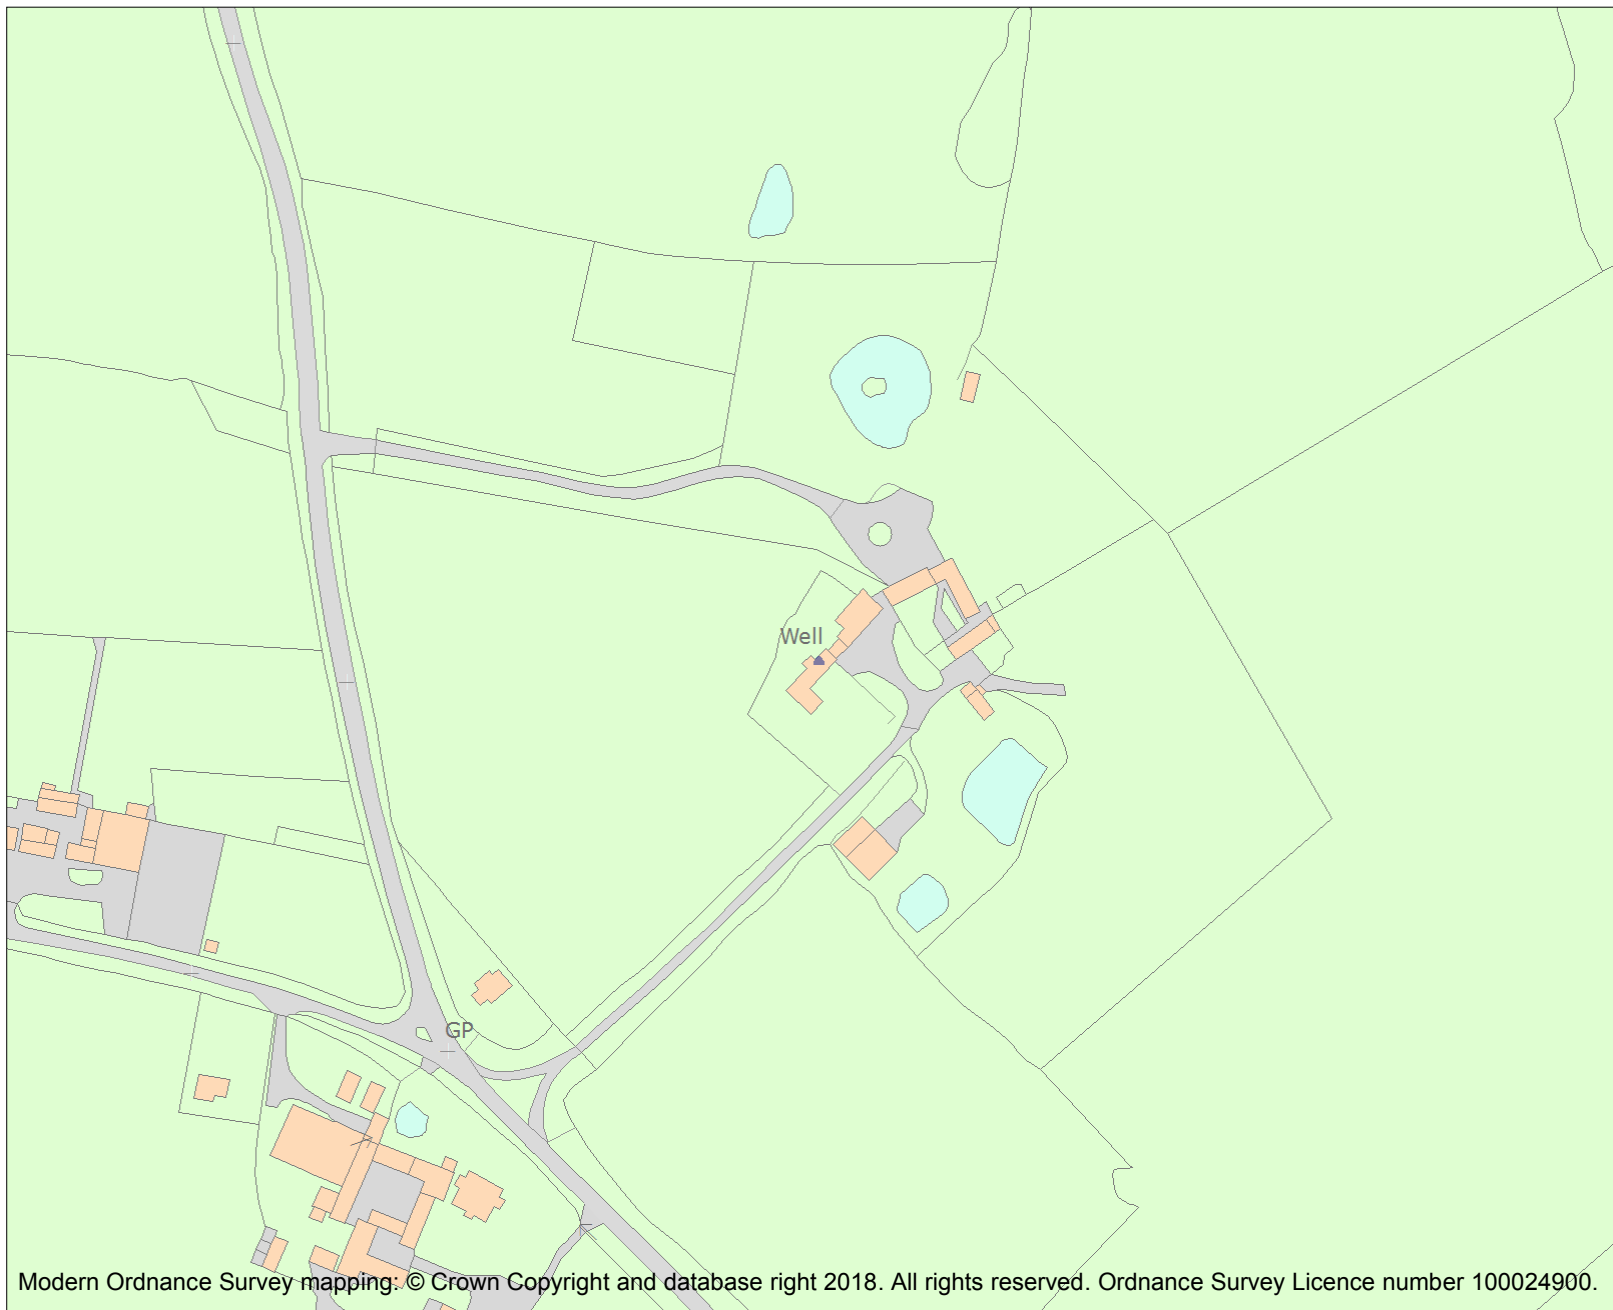 Well
GP
Modern Ordnance Survey mapping: © Crown Copyright and database right 2018. All rights reserved. Ordnance Survey Licence number 100024900.